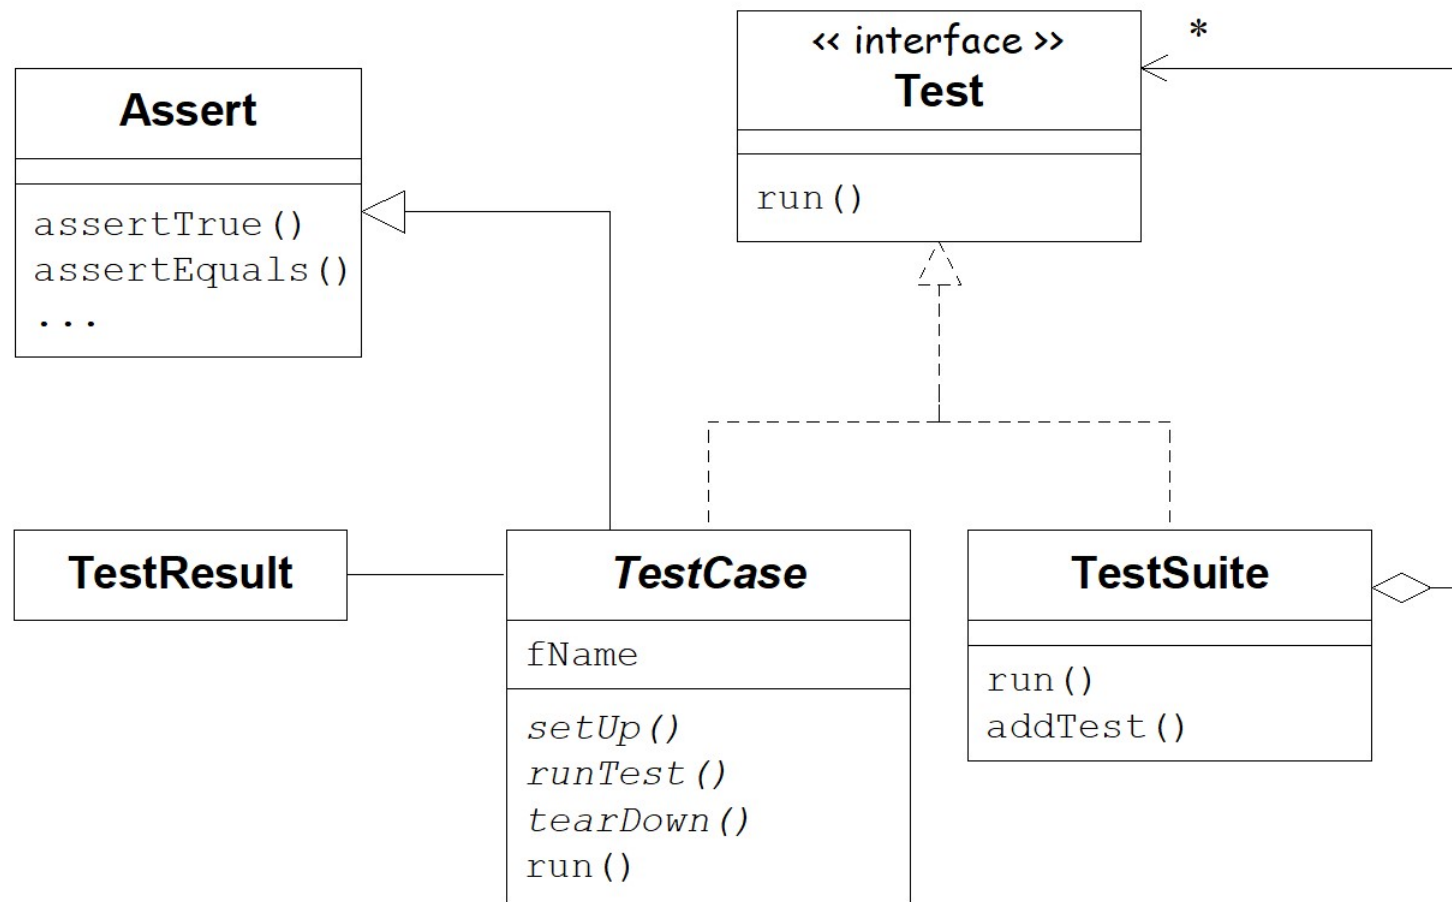 Assert
assertTrue()
assertEquals()
...
<< interface >>
Test
run()
*
TestResult
TestCase
fName
setUp()
runTest()
tearDown()
run()
TestSuite
run()
addTest()